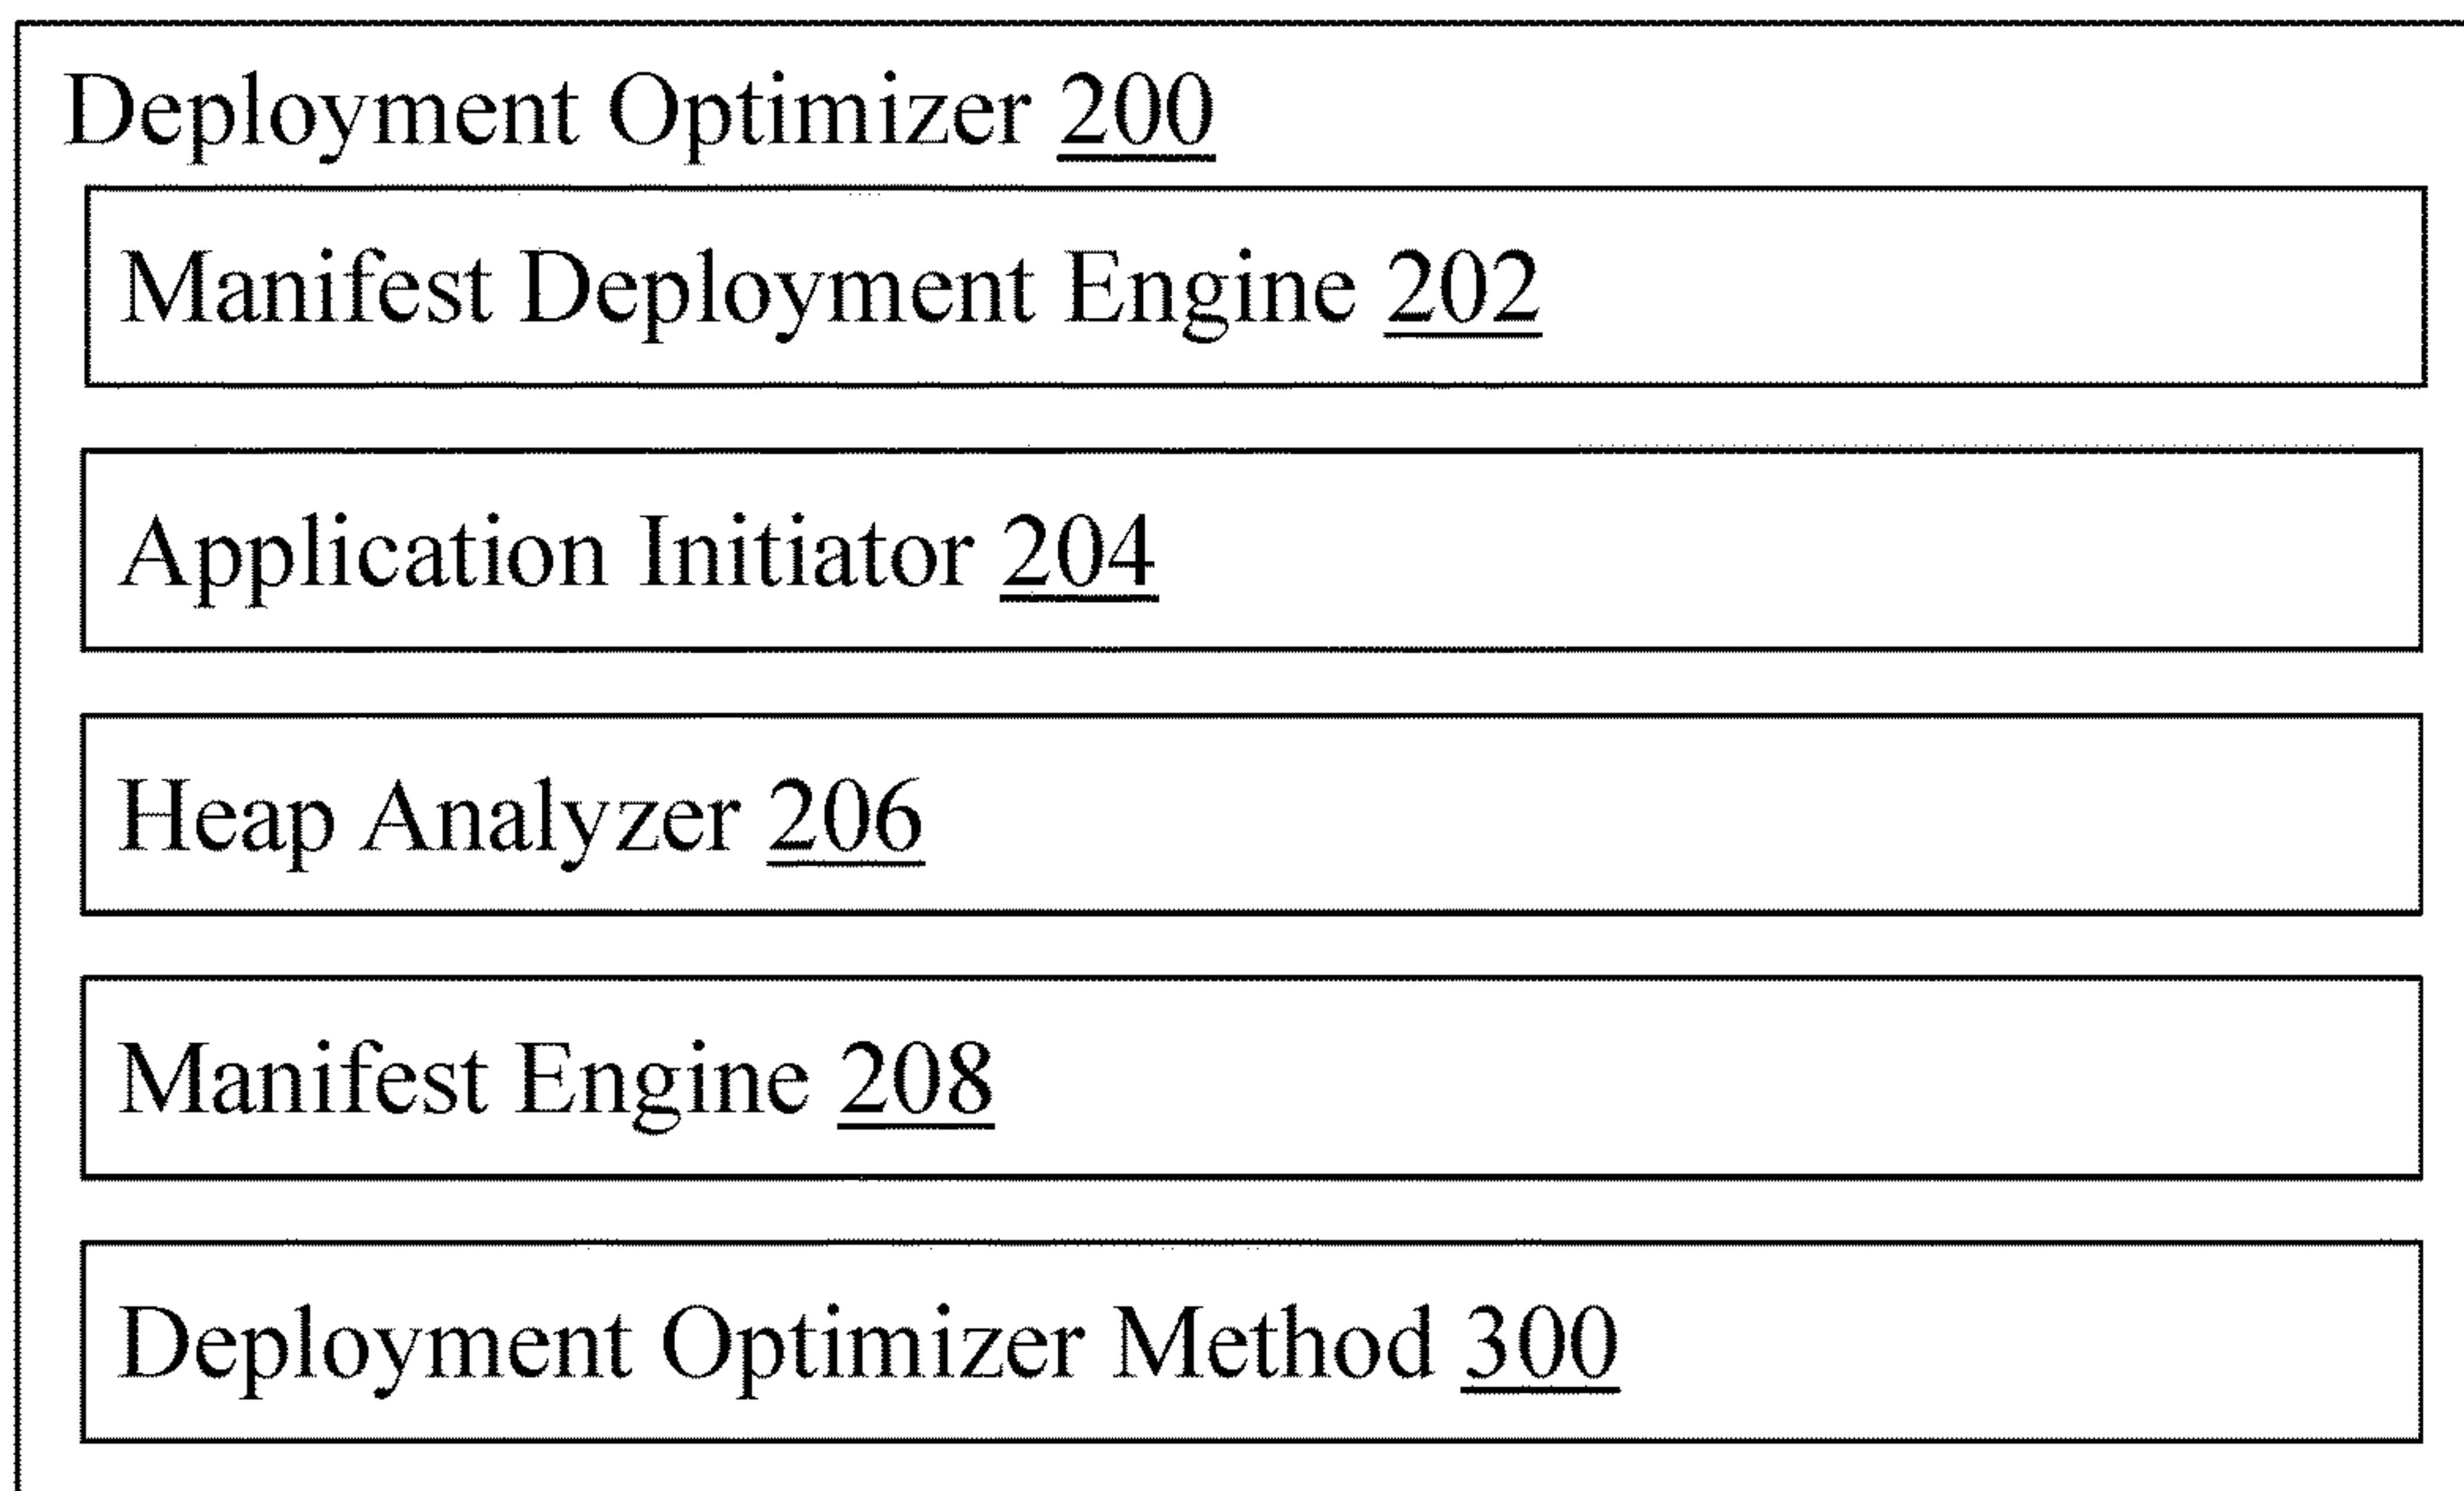 Deployment Optimizer 200
Manifest Deployment Engine 202
Application Initiator 204
Heap Analyzer 206
Manifest Engine 208
Deployment Optimizer Method 300